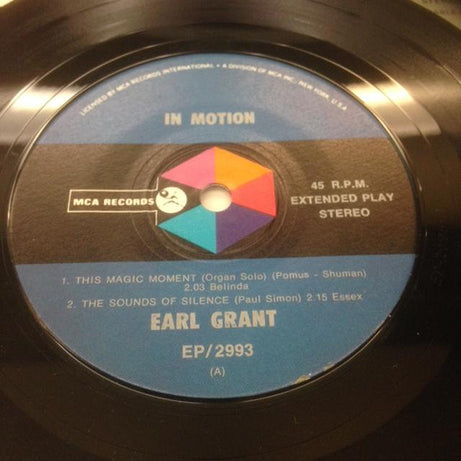 LICENSED BY MCA RECORDS INTERNATIONAL • A DIVISION OF MCA INC. NEW YORK, U.S.A
IN MOTION
MCA RECORDS
45 R.P.M.
EXTENDED PLAY
STEREO
1. THIS MAGIC MOMENT (Organ Solo) (Pomus - Shuman)
2.03 Belinda
2. THE SOUNDS OF SILENCE (Paul Simon) 2.15 Essex
EARL GRANT
EP/2993
(A)